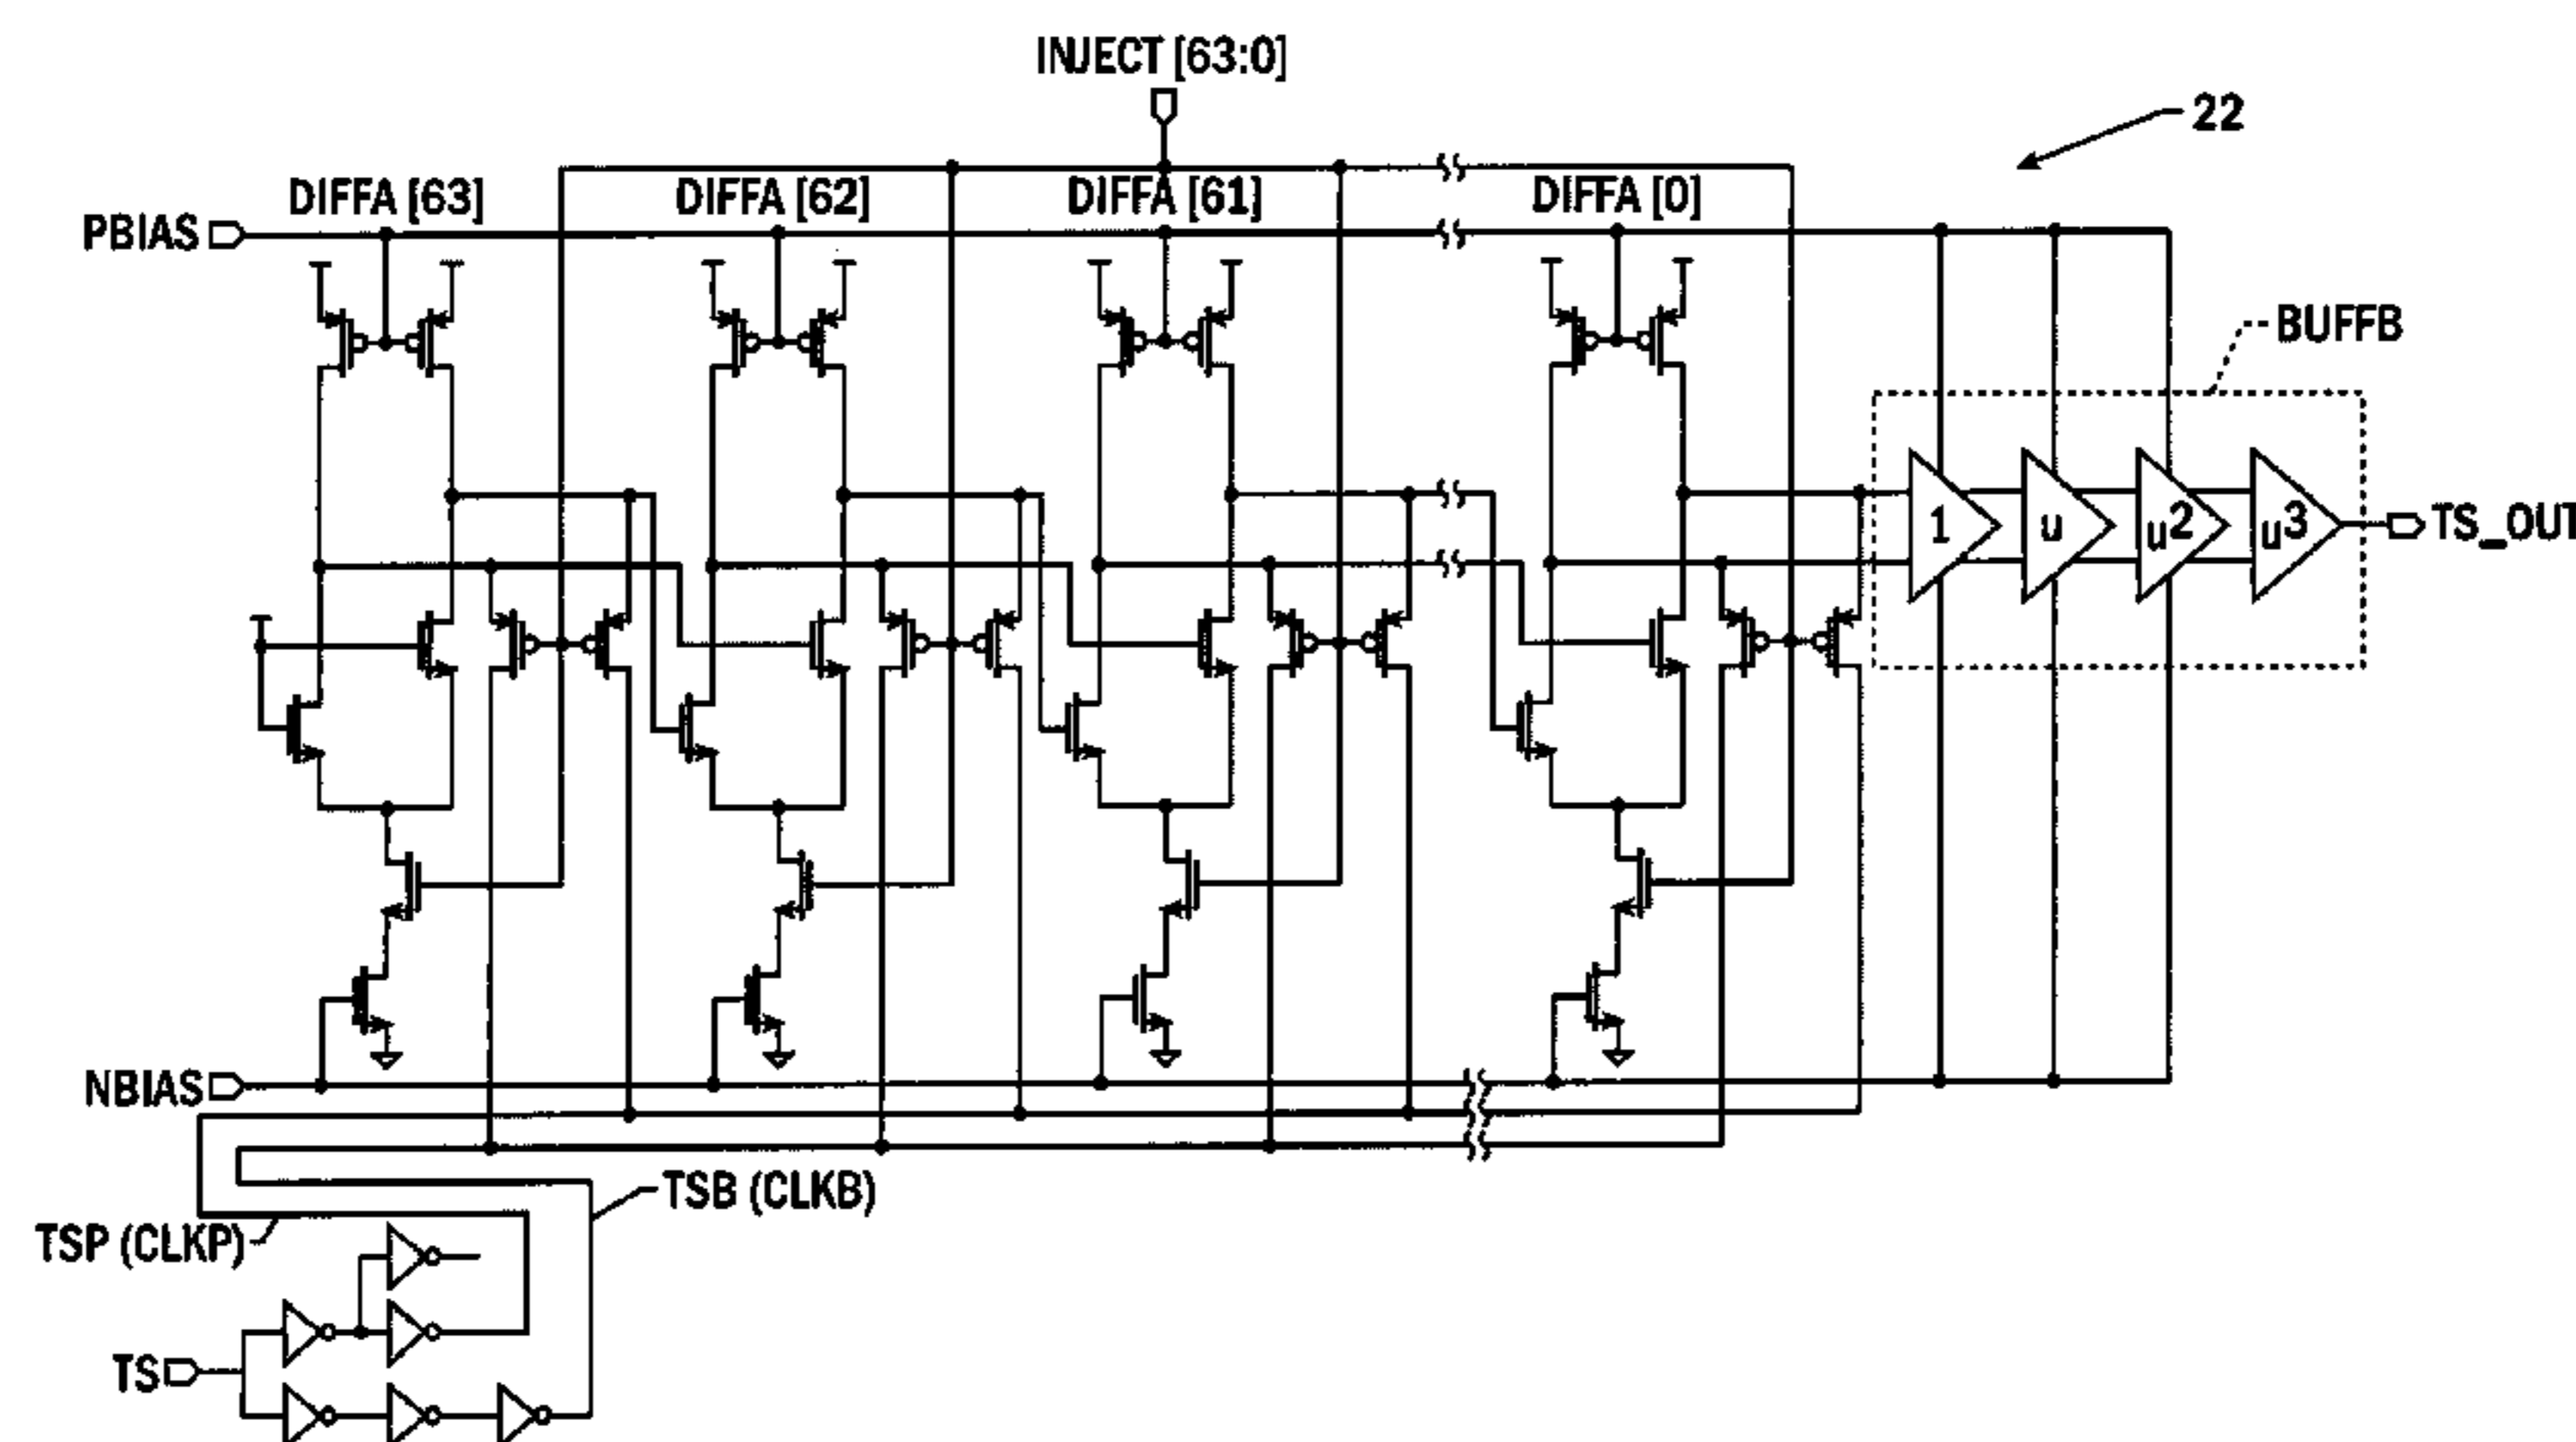 INJECT [63:0]
22
DIFFA [63]
DIFFA [62]
DIFFA [61]
DIFFA [0]
PBIAS
BUFFB
1
u
u2
u3
TS_OUT
NBIAS
TSB (CLKB)
TSP (CLKP)
TS